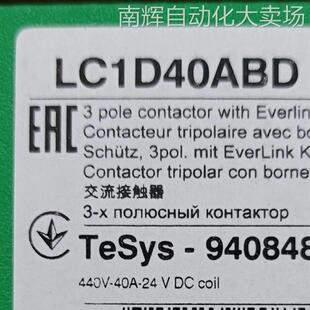 南辉自动化大卖场
LC1D40ABD
EAC
3 pole contactor with Everlin
Contacteur tripolaire avec bo
Schütz, 3pol. mit EverLink K
Contactor tripolar con borne
交流接触器
3-х полюсный контактор
TeSys - 940848
440V-40A-24 V DC coil